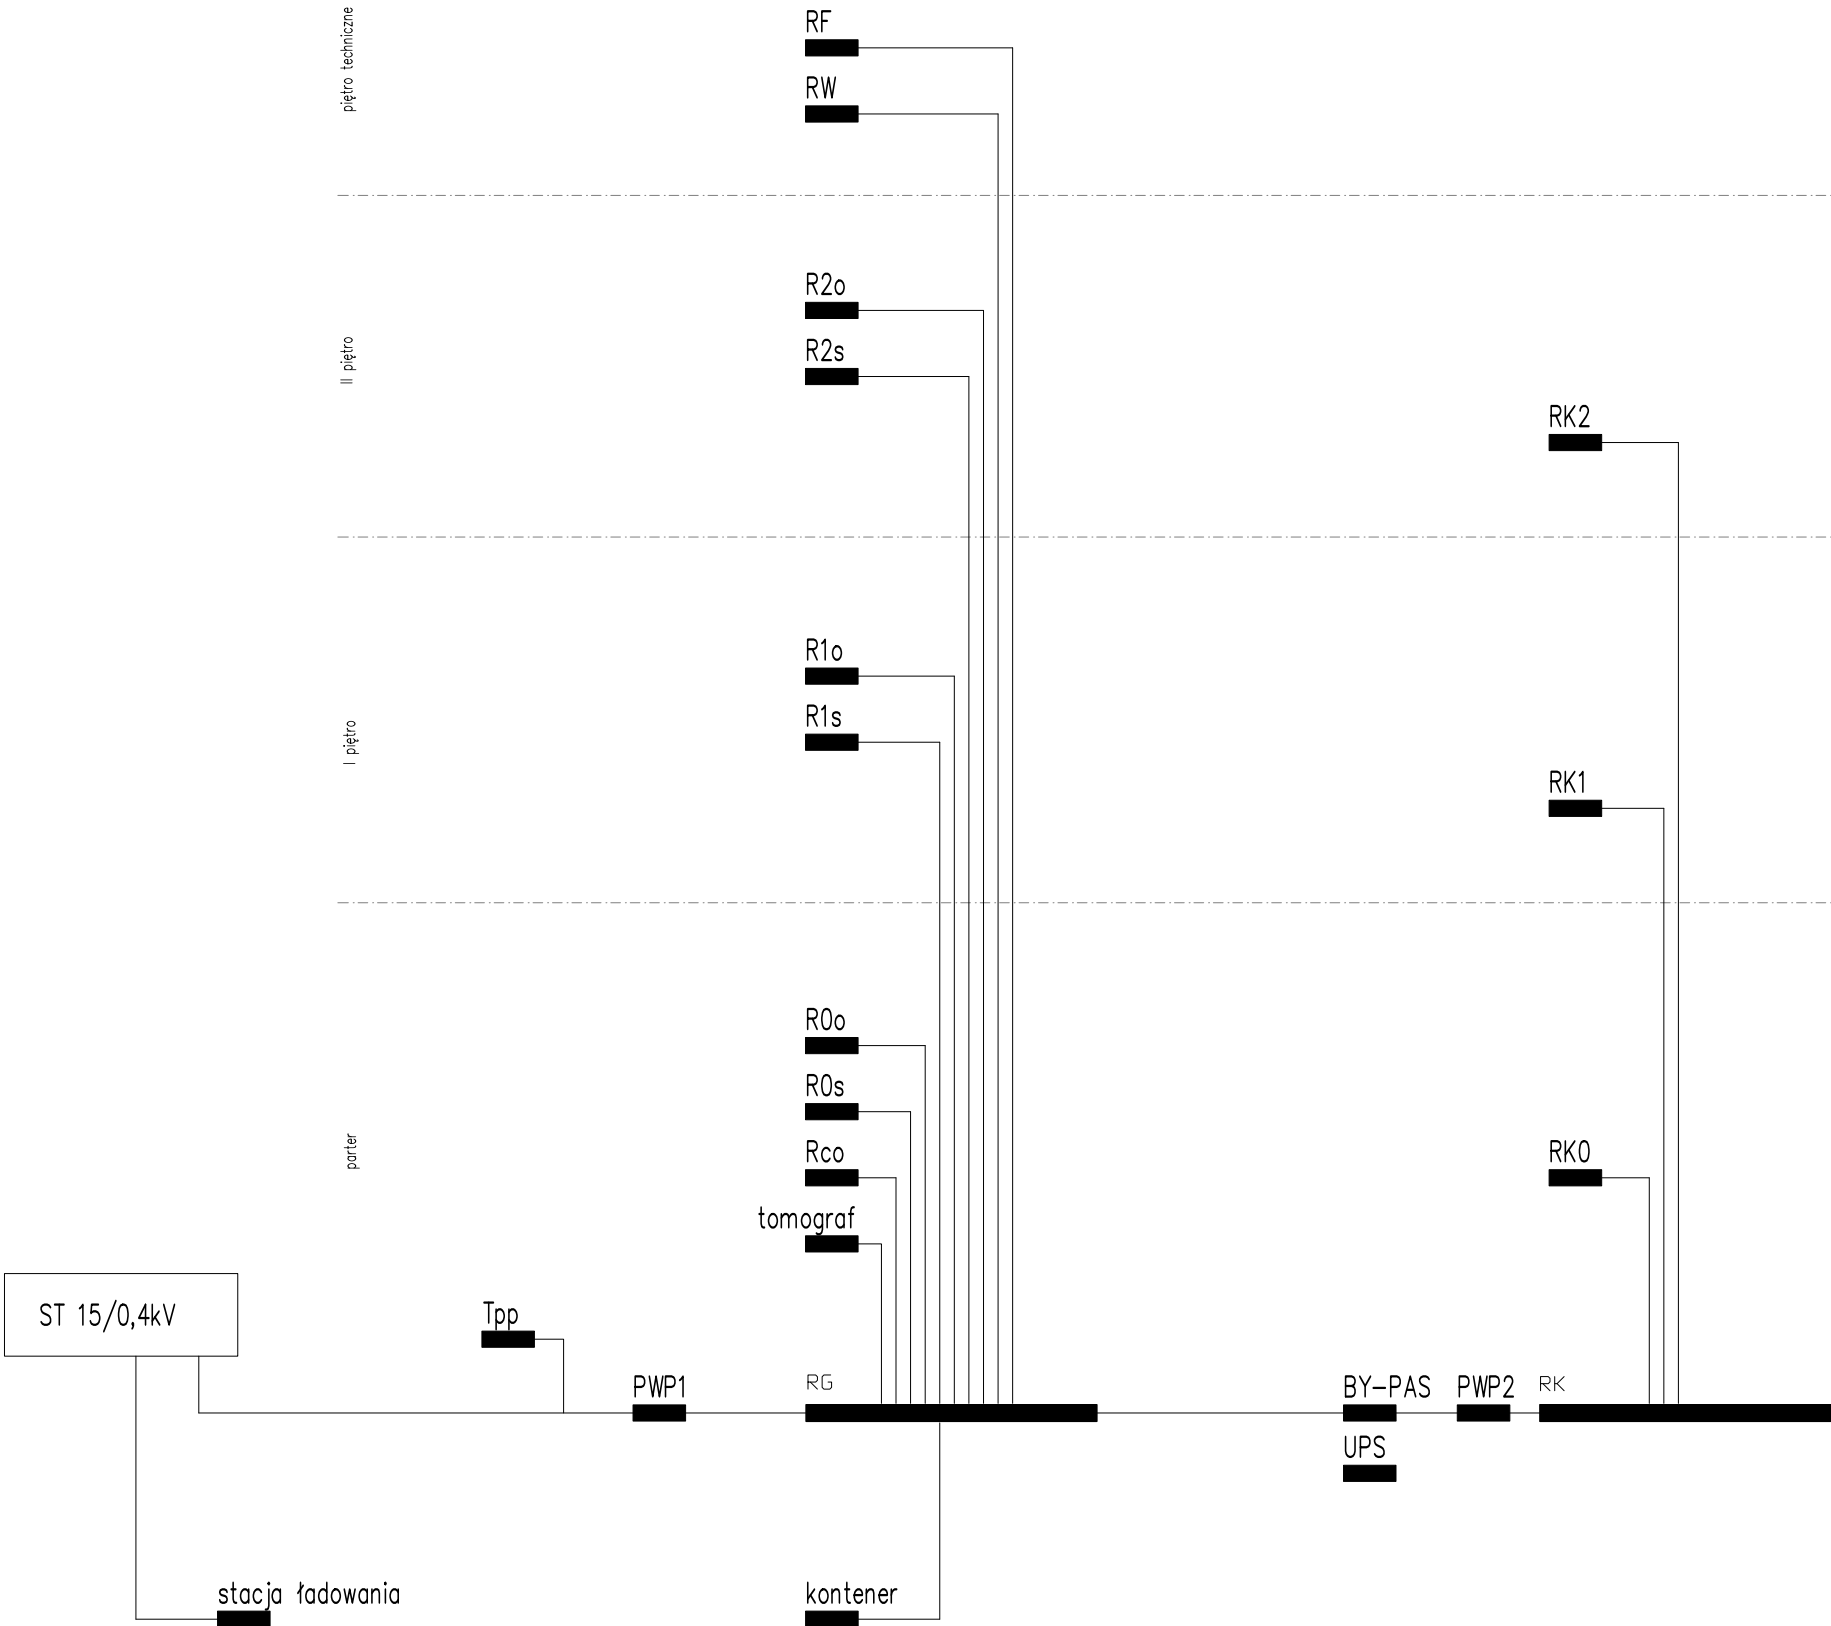 piętro techniczne
RF
RW
II piętro
R2o
R2s
RK2
I piętro
R1o
R1s
RK1
parter
R0o
R0s
Rco
RK0
tomograf
ST 15/0,4kV
Tpp
PWP1
RG
BY-PAS
PWP2
RK
UPS
stacja ładowania
kontener